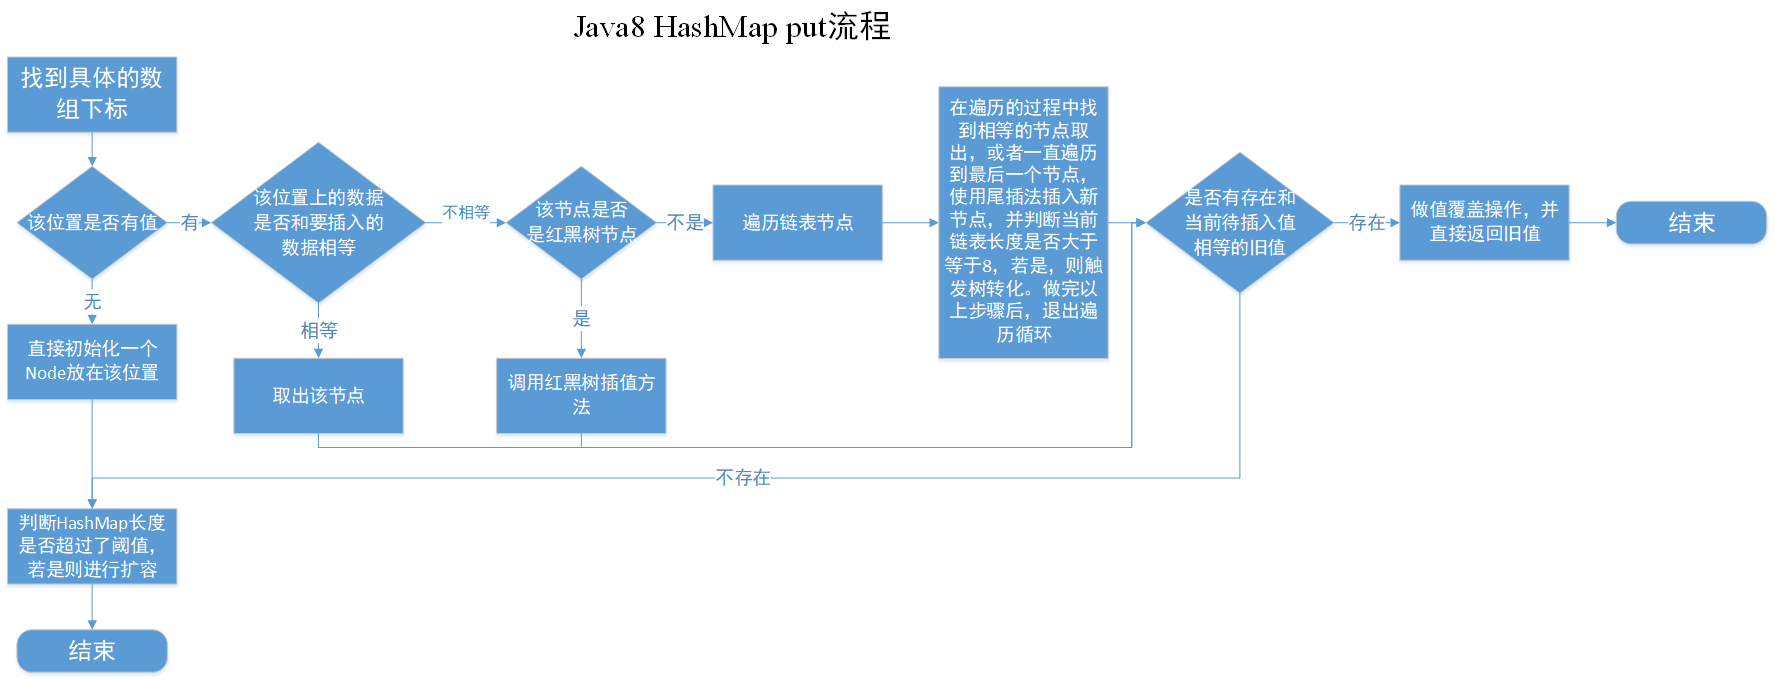 Java8 HashMap put流程
找到具体的数
组下标
该位置是否有值
有
无
直接初始化一个
Node放在该位置
该位置上的数据
是否和要插入的
数据相等
不相等
相等
取出该节点
该节点是否
是红黑树节点
不是
是
调用红黑树插值方
法
遍历链表节点
在遍历的过程中找
到相等的节点取
出，或者一直遍历
到最后一个节点，
使用尾插法插入新
节点，并判断当前
链表长度是否大于
等于8，若是，则触
发树转化。做完以
上步骤后，退出遍
历循环
是否有存在和
当前待插入值
相等的旧值
存在
做值覆盖操作，并
直接返回旧值
结束
不存在
判断HashMap长度
是否超过了阈值，
若是则进行扩容
结束